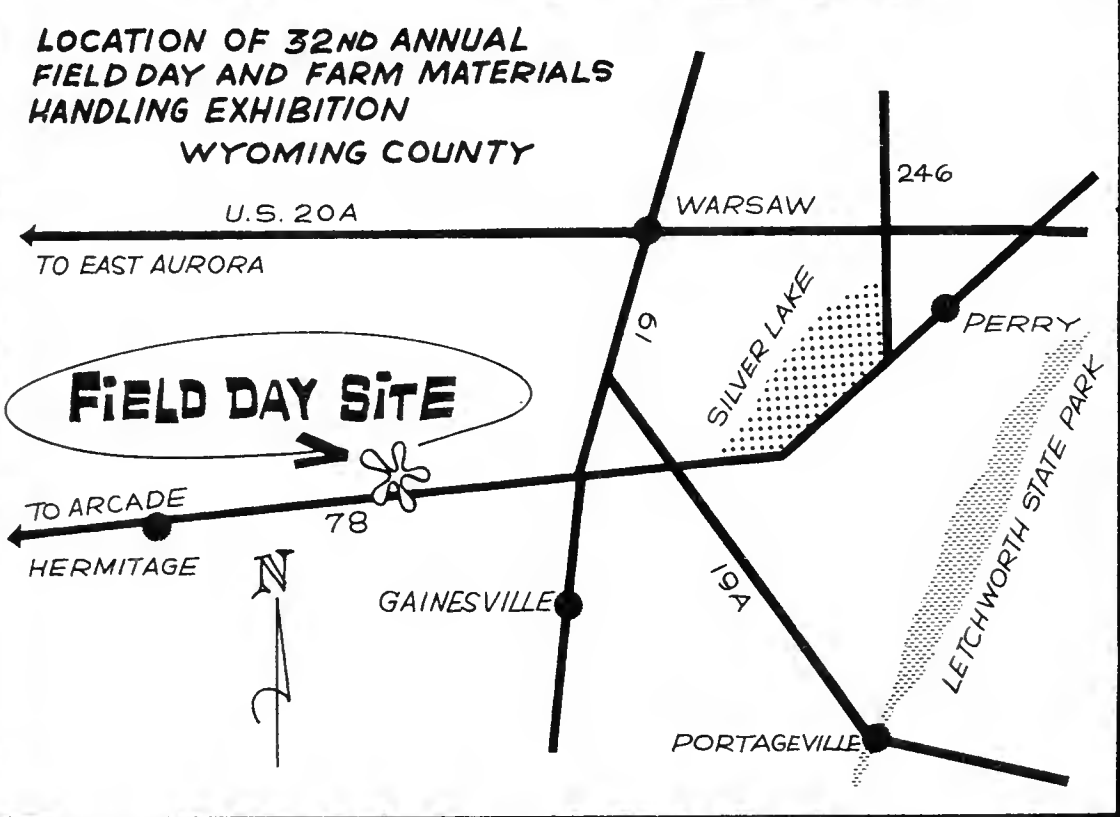 LOCATION OF 32ND ANNUAL
FIELD DAY AND FARM MATERIALS
HANDLING EXHIBITION
WYOMING COUNTY
246
U.S. 20A
WARSAW
TO EAST AURORA
19
SILVER LAKE
PERRY
FiELD DAY SiTE
TO ARCADE
78
HERMITAGE
N
GAINESVILLE
19A
LETCHWORTH STATE PARK
PORTAGEVILLE